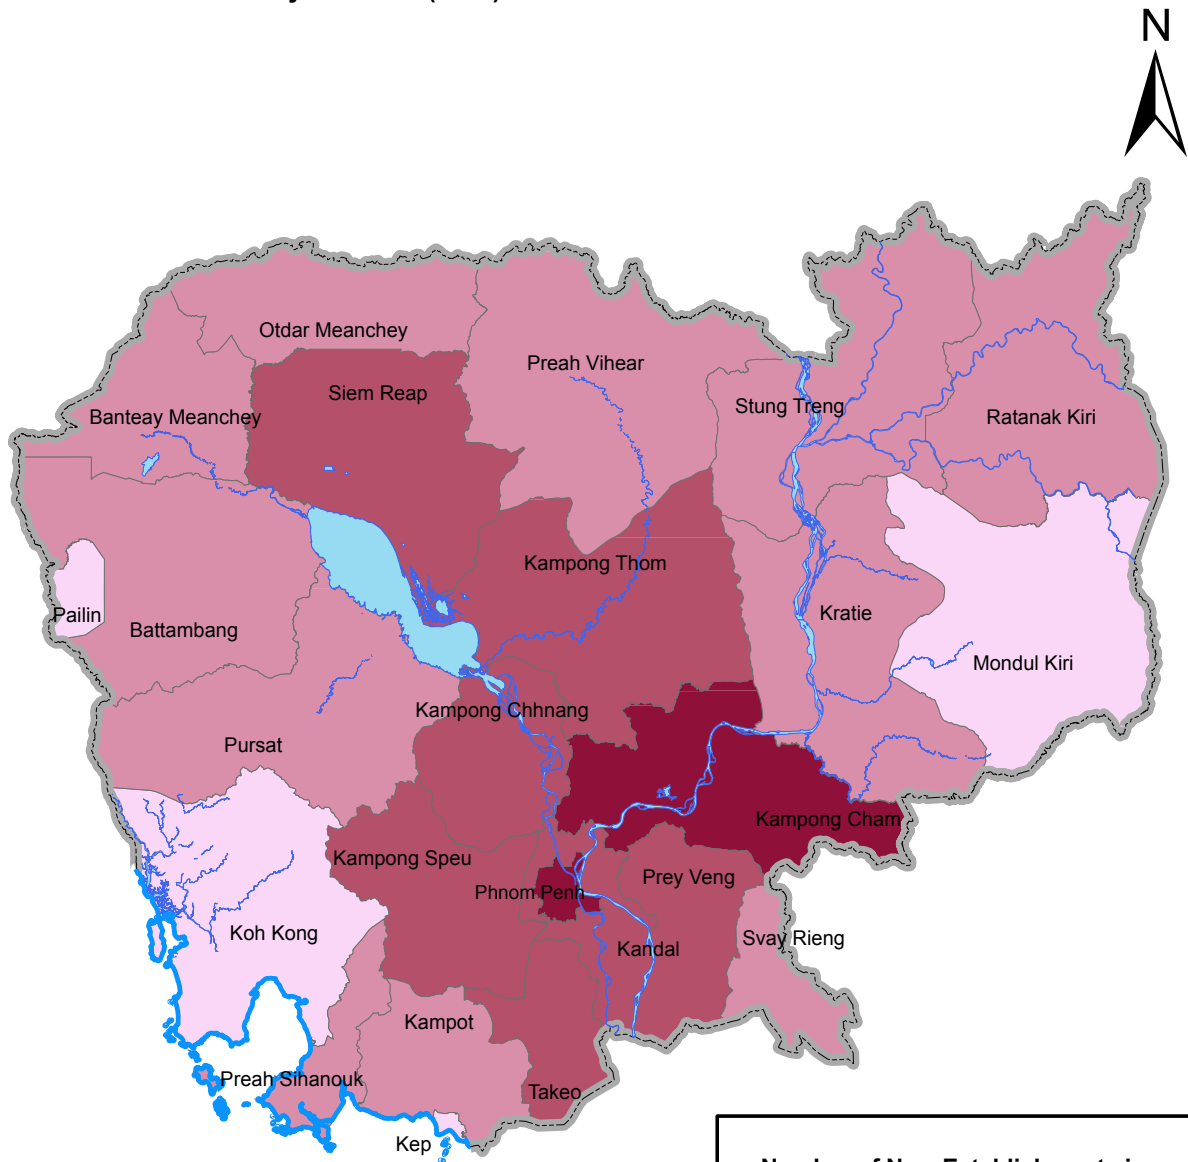 N
Otdar Meanchey
Preah Vihear
Siem Reap
Stung Treng
Banteay Meanchey
Ratanak Kiri
Kampong Thom
Pailin
Kratie
Battambang
Mondul Kiri
Kampong Chhnang
Pursat
Kampong Cham
Kampong Speu
Prey Veng
Phnom Penh
Koh Kong
Svay Rieng
Kandal
Kampot
Preah Sihanouk
Takeo
Kep